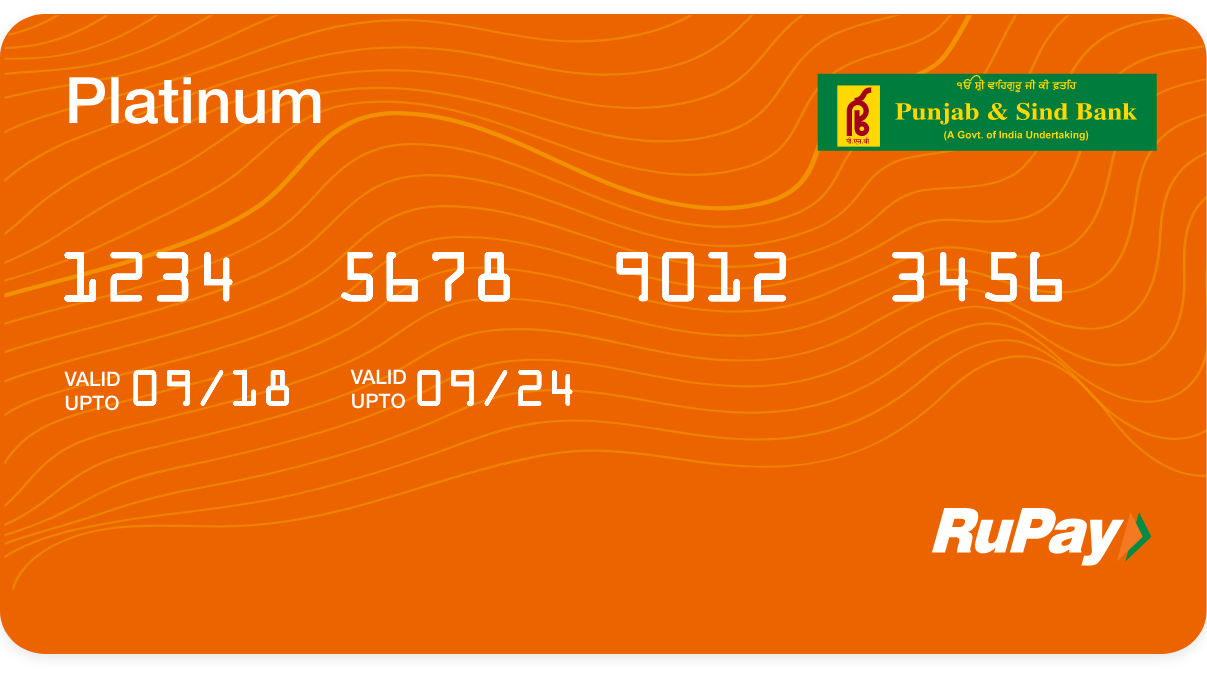 Platinum
ੴ ਸ਼੍ਰੀ ਵਾਹਿਗੁਰੂ ਜੀ ਕੀ ਫ਼ਤਹਿ
Punjab & Sind Bank
(A Govt. of India Undertaking)
पी.एस.बी
1234 5678 9012 3456
VALID UPTO 09/18
VALID UPTO 09/24
RuPay